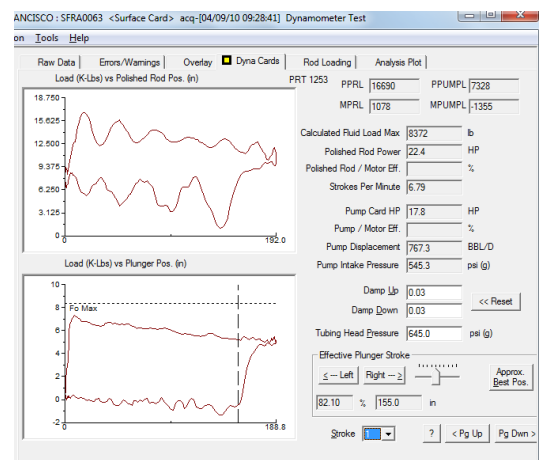 ANCISCO : SFRA0063 <Surface Card> acq-[04/09/10 09:28:41] Dynamometer Test
on Tools Help
Raw Data Errors/Warnings Overlay Dyna Cards Rod Loading Analysis Plot
Load (K-Lbs) vs Polished Rod Pos. (in) PRT 1253
PPRL 16690 PPUMPL 7328
MPRL 1078 MPUMPL -1355
18.750
15.625
12.500
9.375
6.250
3.125
0
0 192.0
Calculated Fluid Load Max 8372 lb
Polished Rod Power 22.4 HP
Polished Rod / Motor Eff. %
Strokes Per Minute 6.79
Pump Card HP 17.8 HP
Pump / Motor Eff. %
Pump Displacement 767.3 BBL/D
Pump Intake Pressure 545.3 psi (g)
Load (K-Lbs) vs Plunger Pos. (in)
10
8
6
4
2
0
-2
Fo Max
0 188.8
Damp Up 0.03
Damp Down 0.03
<< Reset
Tubing Head Pressure 645.0 psi (g)
Effective Plunger Stroke
< --- Left Right --- > Approx. Best Pos.
82.10 % 155.0 in
Stroke 1 ? < Pg Up Pg Dwn >